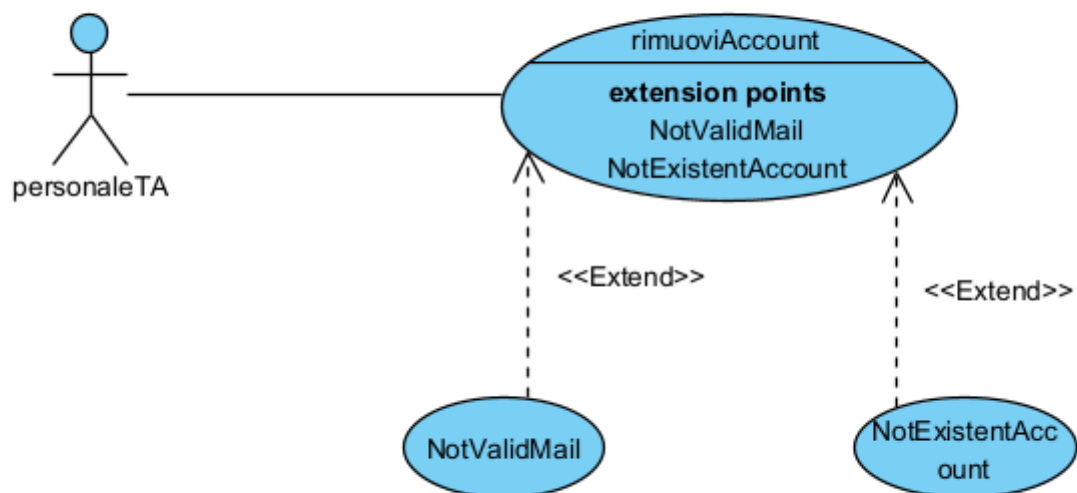 rimuoviAccount
extension points
NotValidMail
NotExistentAccount
personaleTA
<<Extend>>
<<Extend>>
NotValidMail
NotExistentAcc
ount